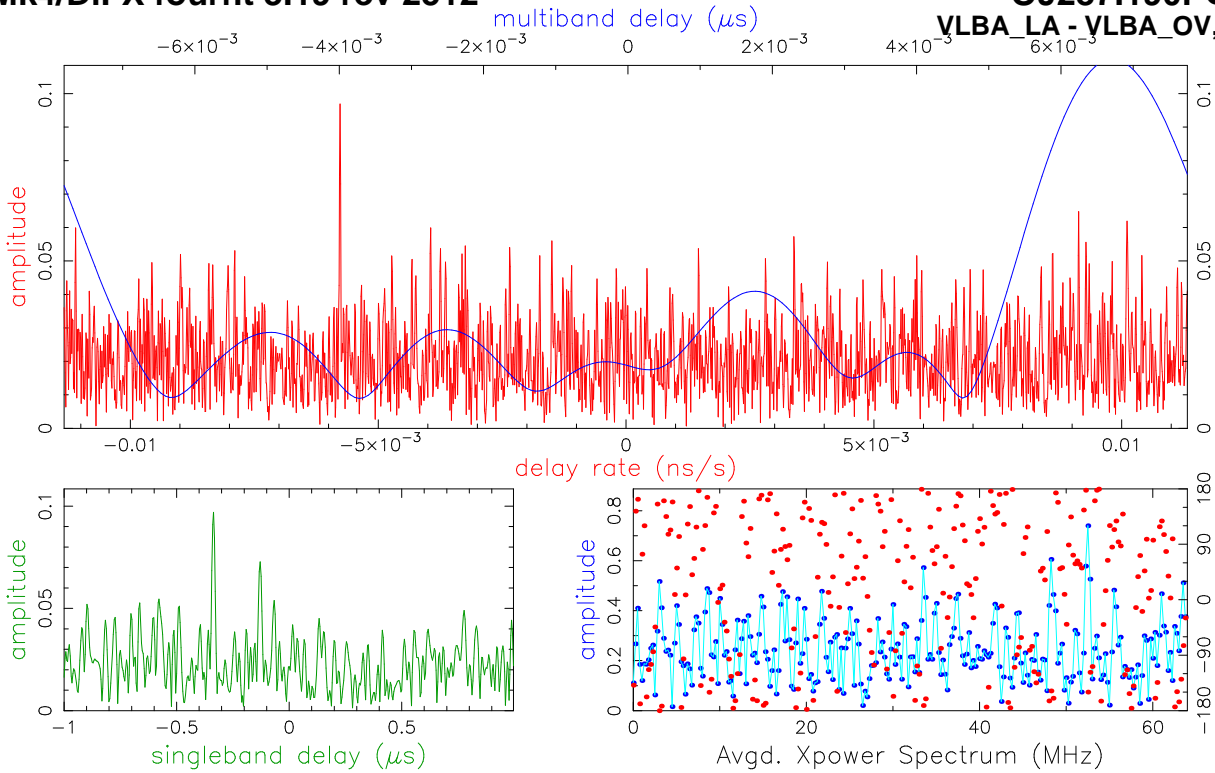 multiband delay (μs)
VLBA_LA - VLBA_OV,
−6×10⁻³ −4×10⁻³ −2×10⁻³ 0 2×10⁻³ 4×10⁻³ 6×10⁻³
amplitude
0 0.05 0.1
0 0.05 0.1
−0.01 −5×10⁻³ 0 5×10⁻³ 0.01
delay rate (ns/s)
amplitude
0 0.05 0.1
−1 −0.5 0 0.5
singleband delay (μs)
amplitude
0 0.2 0.4 0.6 0.8
−180 −90 0 90 180
0 20 40 60
Avgd. Xpower Spectrum (MHz)